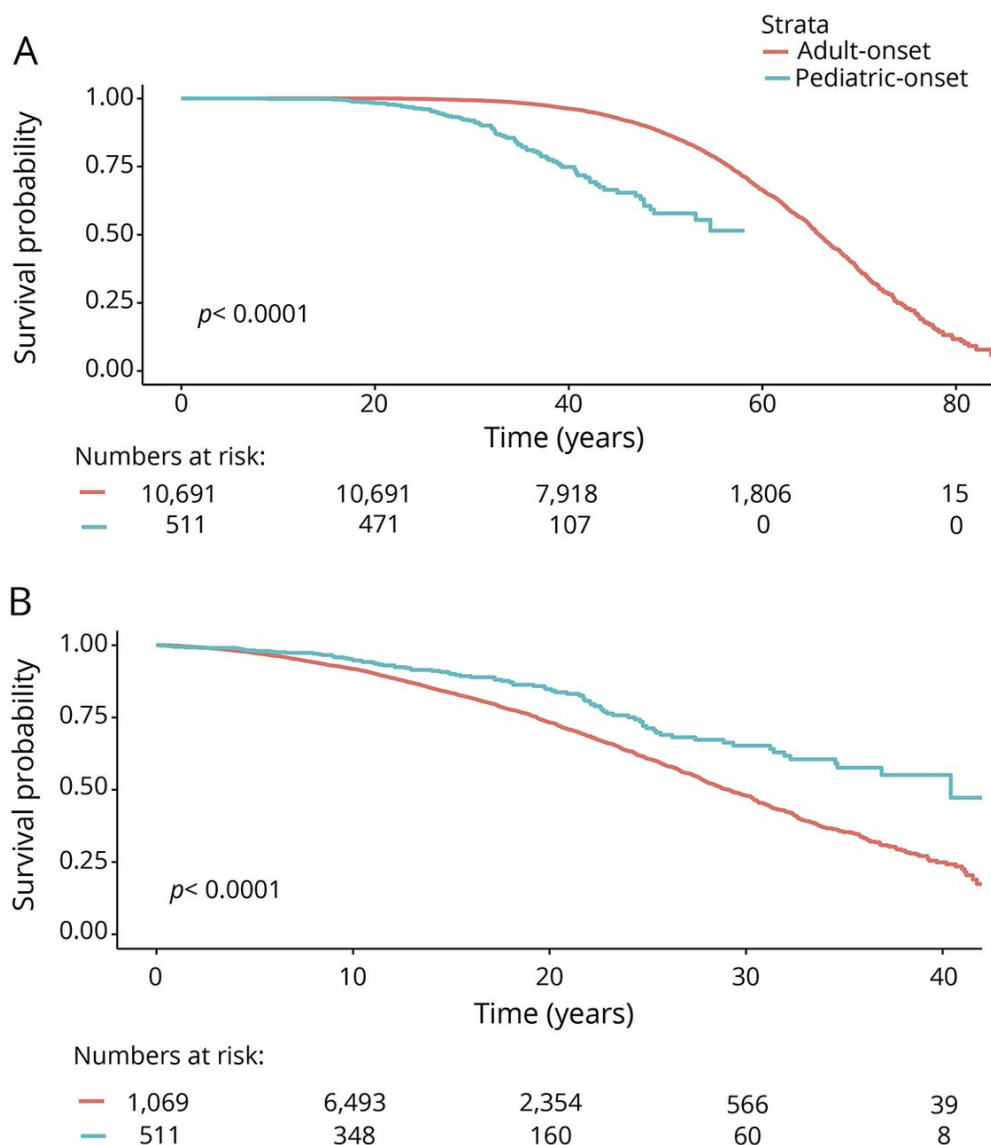 A
Strata
Adult-onset
Pediatric-onset
Survival probability
1.00
0.75
0.50
0.25
0.00
p< 0.0001
0 20 40 60 80
Time (years)
Numbers at risk:
10,691 10,691 7,918 1,806 15
511 471 107 0 0
B
Survival probability
1.00
0.75
0.50
0.25
0.00
p< 0.0001
0 10 20 30 40
Time (years)
Numbers at risk:
1,069 6,493 2,354 566 39
511 348 160 60 8